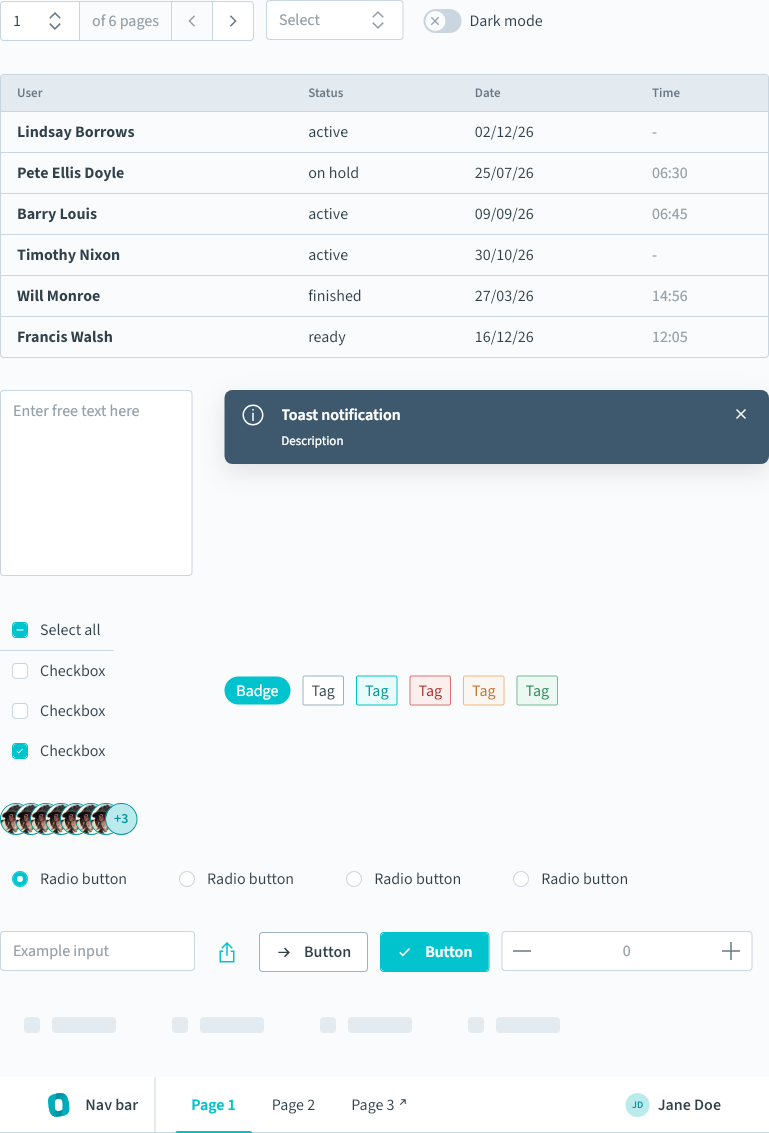 1 of 6 pages Select Dark mode
User Status Date Time
Lindsay Borrows active 02/12/26 -
Pete Ellis Doyle on hold 25/07/26 06:30
Barry Louis active 09/09/26 06:45
Timothy Nixon active 30/10/26 -
Will Monroe finished 27/03/26 14:56
Francis Walsh ready 16/12/26 12:05
Enter free text here
Toast notification
Description
Select all
Checkbox
Checkbox
Checkbox
Badge Tag Tag Tag Tag Tag
+3
Radio button Radio button Radio button Radio button
Example input Button Button 0
Nav bar Page 1 Page 2 Page 3 JD Jane Doe